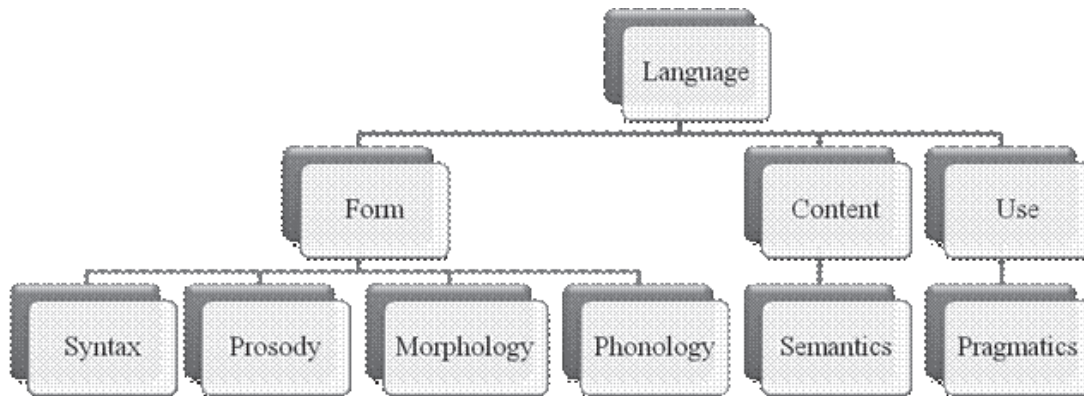 Language
Form
Content
Use
Syntax
Prosody
Morphology
Phonology
Semantics
Pragmatics